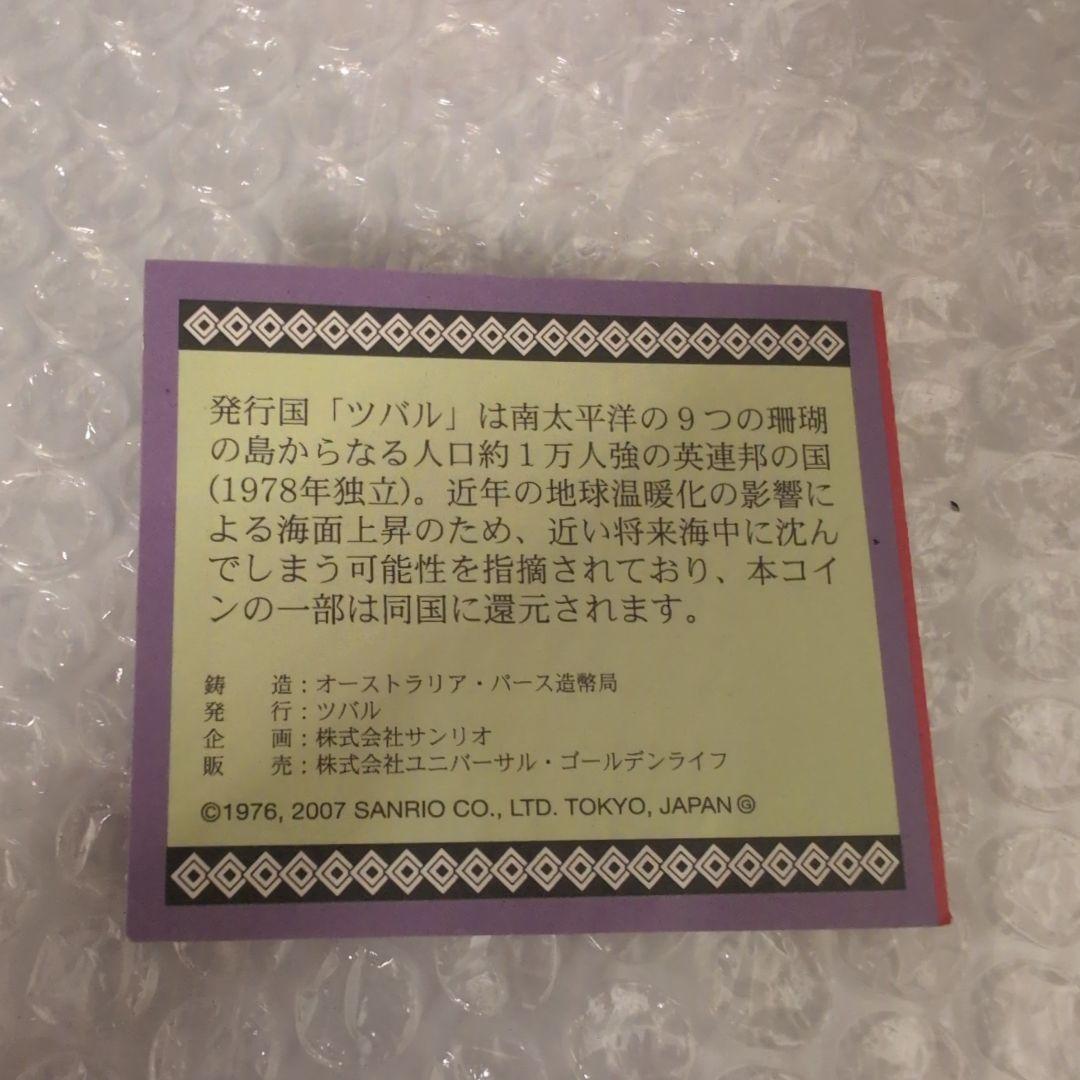 発行国「ツバル」は南太平洋の９つの珊瑚
の島からなる人口約１万人強の英連邦の国
(1978年独立)。近年の地球温暖化の影響に
よる海面上昇のため、近い将来海中に沈ん
でしまう可能性を指摘されており、本コイ
ンの一部は同国に還元されます。
鋳　　造：オーストラリア・パース造幣局
発　　行：ツバル
企　　画：株式会社サンリオ
販　　売：株式会社ユニバーサル・ゴールデンライフ
©1976, 2007 SANRIO CO., LTD. TOKYO, JAPAN Ⓖ